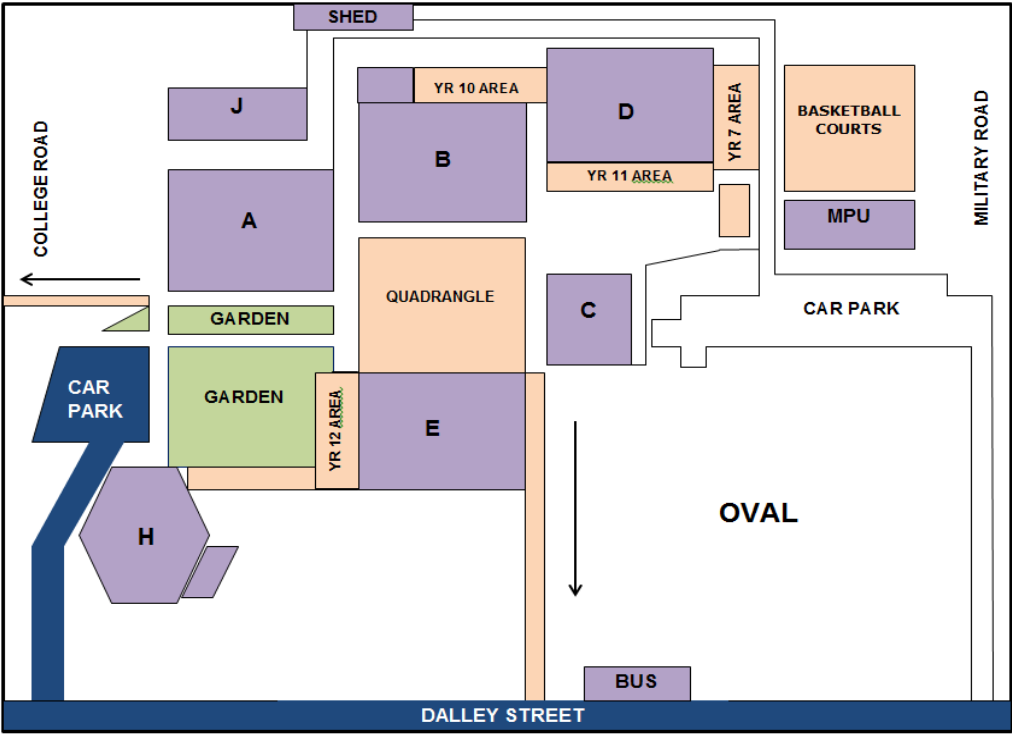 SHED
J
YR 10 AREA
D
YR 7 AREA
BASKETBALL
COURTS
MILITARY ROAD
COLLEGE ROAD
B
YR 11 AREA
A
MPU
QUADRANGLE
C
CAR PARK
GARDEN
CAR
PARK
GARDEN
YR 12 AREA
E
OVAL
H
BUS
DALLEY STREET